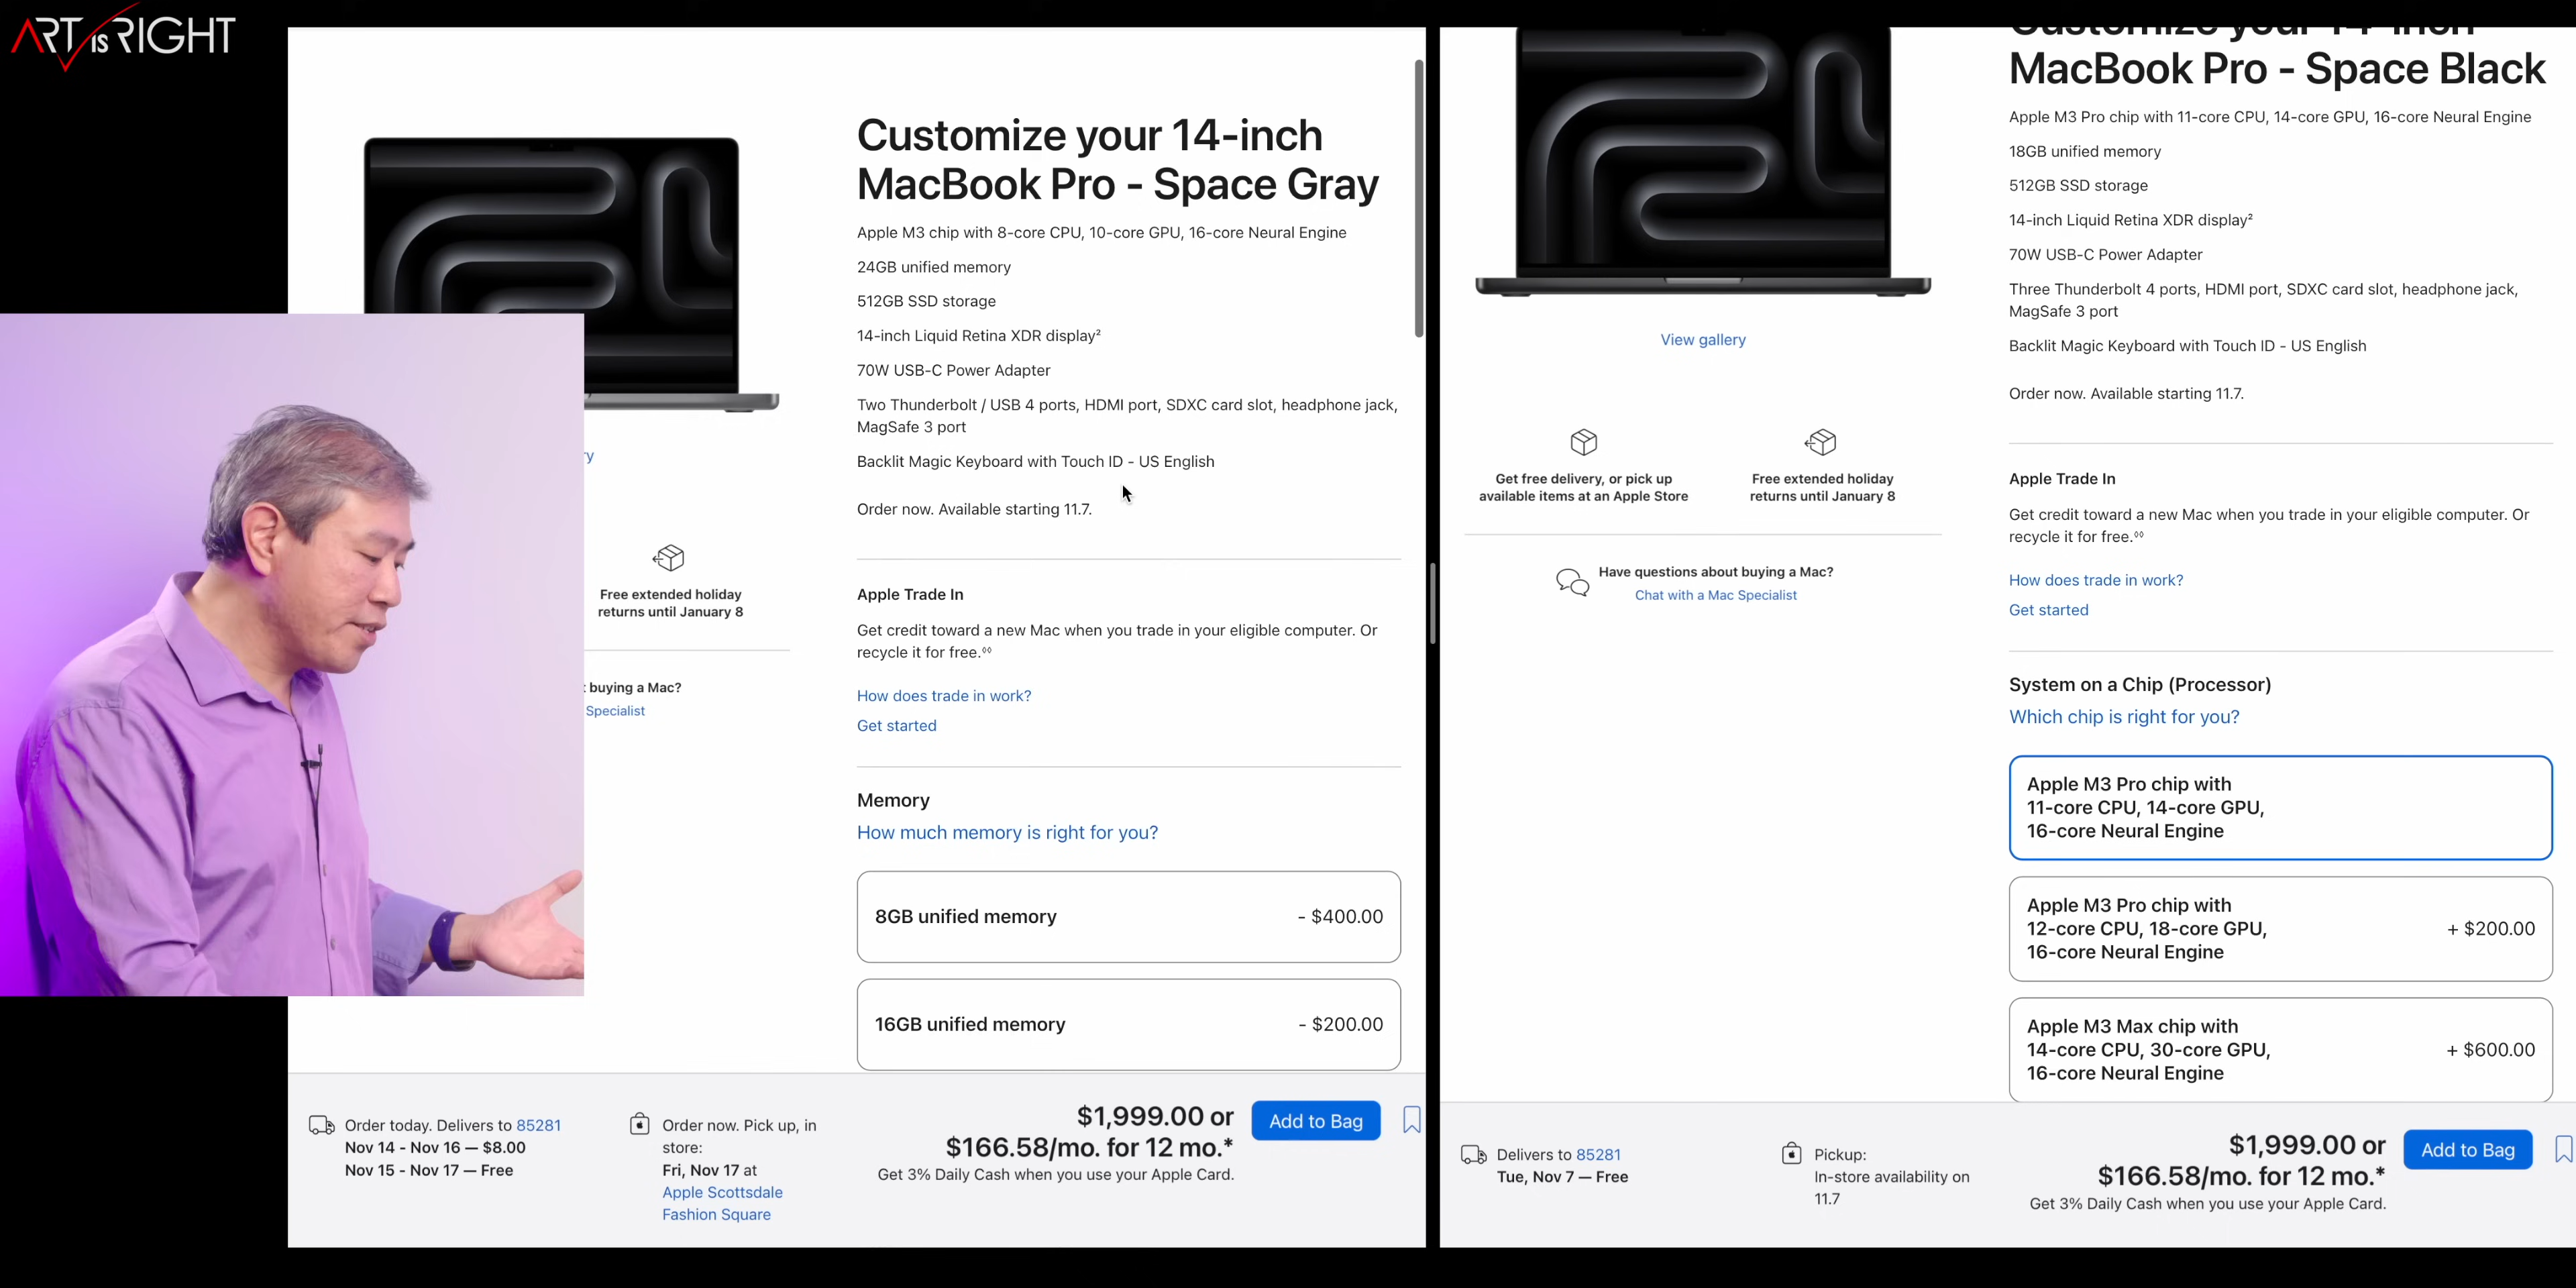 ART IS RIGHT
Customize your 14-inch
MacBook Pro - Space Gray
Apple M3 chip with 8-core CPU, 10-core GPU, 16-core Neural Engine
24GB unified memory
512GB SSD storage
14-inch Liquid Retina XDR display²
70W USB-C Power Adapter
Two Thunderbolt / USB 4 ports, HDMI port, SDXC card slot, headphone jack,
MagSafe 3 port
Backlit Magic Keyboard with Touch ID - US English
Order now. Available starting 11.7.
Free extended holiday
returns until January 8
buying a Mac?
Specialist
Apple Trade In
Get credit toward a new Mac when you trade in your eligible computer. Or
recycle it for free.◊◊
How does trade in work?
Get started
Memory
How much memory is right for you?
8GB unified memory - $400.00
16GB unified memory - $200.00
Order today. Delivers to 85281
Nov 14 - Nov 16 — $8.00
Nov 15 - Nov 17 — Free
Order now. Pick up, in
store:
Fri, Nov 17 at
Apple Scottsdale
Fashion Square
$1,999.00 or
$166.58/mo. for 12 mo.*
Get 3% Daily Cash when you use your Apple Card.
Add to Bag
Customize your 14-inch
MacBook Pro - Space Black
Apple M3 Pro chip with 11-core CPU, 14-core GPU, 16-core Neural Engine
18GB unified memory
512GB SSD storage
14-inch Liquid Retina XDR display²
70W USB-C Power Adapter
Three Thunderbolt 4 ports, HDMI port, SDXC card slot, headphone jack,
MagSafe 3 port
Backlit Magic Keyboard with Touch ID - US English
Order now. Available starting 11.7.
View gallery
Get free delivery, or pick up
available items at an Apple Store
Free extended holiday
returns until January 8
Have questions about buying a Mac?
Chat with a Mac Specialist
Apple Trade In
Get credit toward a new Mac when you trade in your eligible computer. Or
recycle it for free.◊◊
How does trade in work?
Get started
System on a Chip (Processor)
Which chip is right for you?
Apple M3 Pro chip with
11-core CPU, 14-core GPU,
16-core Neural Engine
Apple M3 Pro chip with
12-core CPU, 18-core GPU, + $200.00
16-core Neural Engine
Apple M3 Max chip with
14-core CPU, 30-core GPU, + $600.00
16-core Neural Engine
Delivers to 85281
Tue, Nov 7 — Free
Pickup:
In-store availability on
11.7
$1,999.00 or
$166.58/mo. for 12 mo.*
Get 3% Daily Cash when you use your Apple Card.
Add to Bag